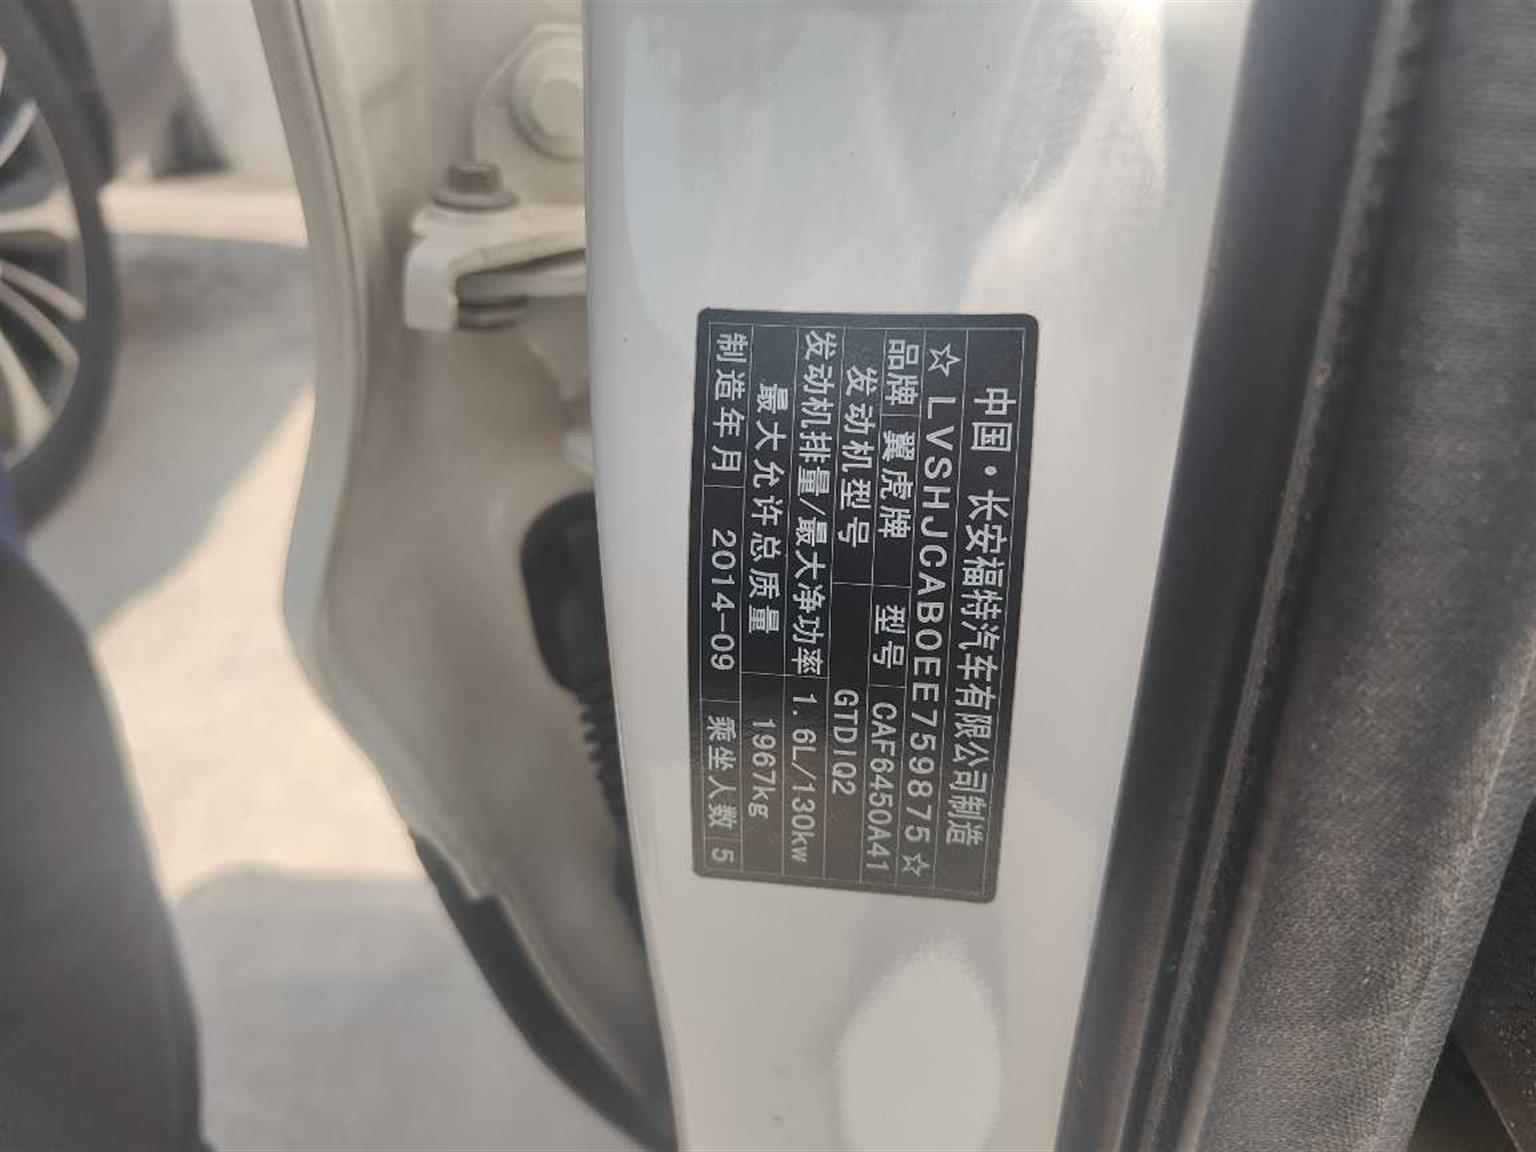 中国·长安福特汽车有限公司制造
☆LVSHJCAB0EE759875☆
品牌 翼虎牌 型号 CAF6450A41
发动机型号 GTDIQ2
发动机排量/最大净功率 1.6L/130kw
最大允许总质量 1967kg
制造年月 2014-09 乘坐人数 5